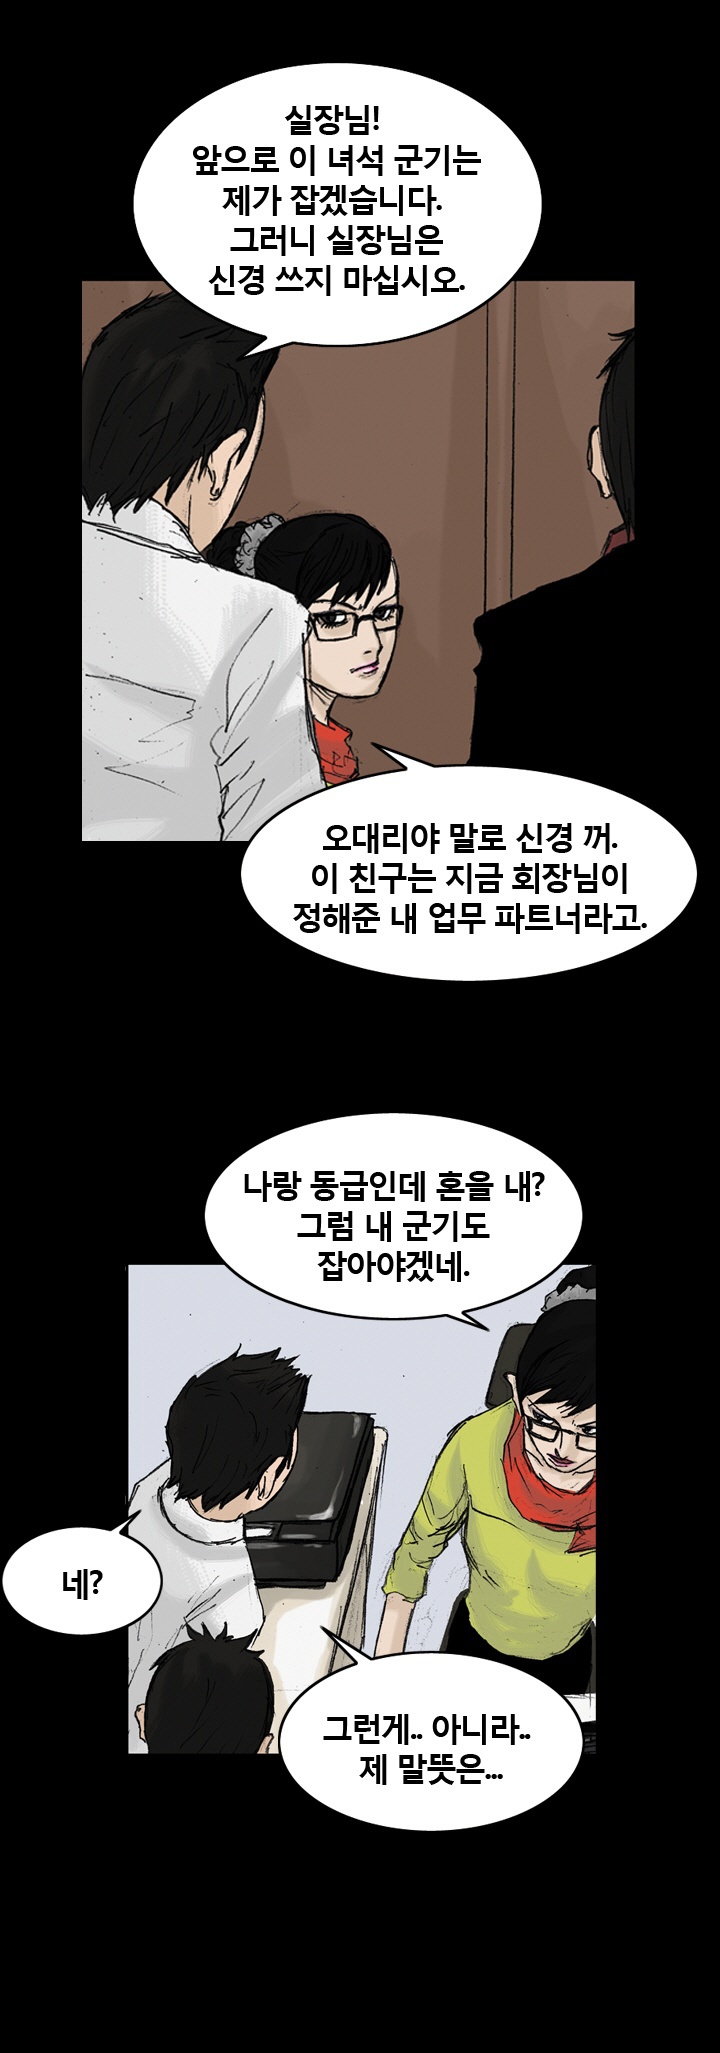 실장님!
앞으로 이 녀석 군기는
제가 잡겠습니다.
그러니 실장님은
신경 쓰지 마십시오.
오대리야 말로 신경 꺼.
이 친구는 지금 회장님이
정해준 내 업무 파트너라고.
나랑 동급인데 혼을 내?
그럼 내 군기도
잡아야겠네.
네?
그런게.. 아니라..
제 말뜻은...